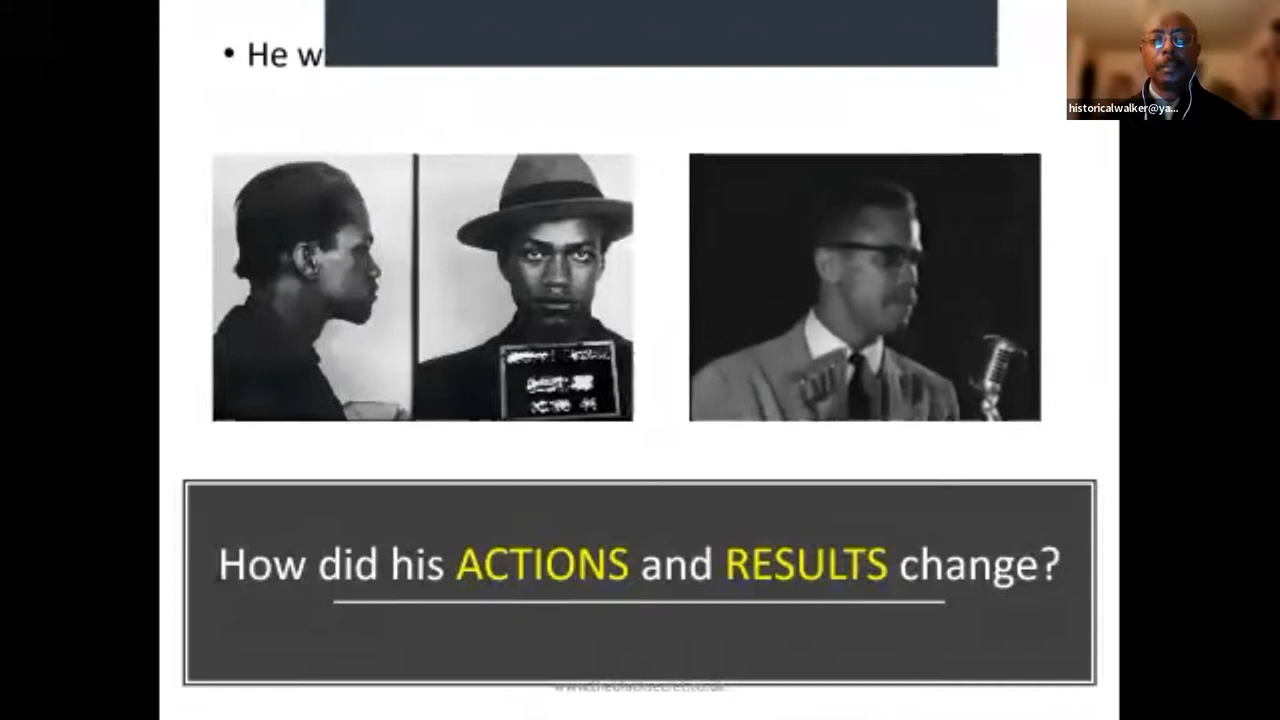 • He w
historicalwalker@ya...
How did his ACTIONS and RESULTS change?